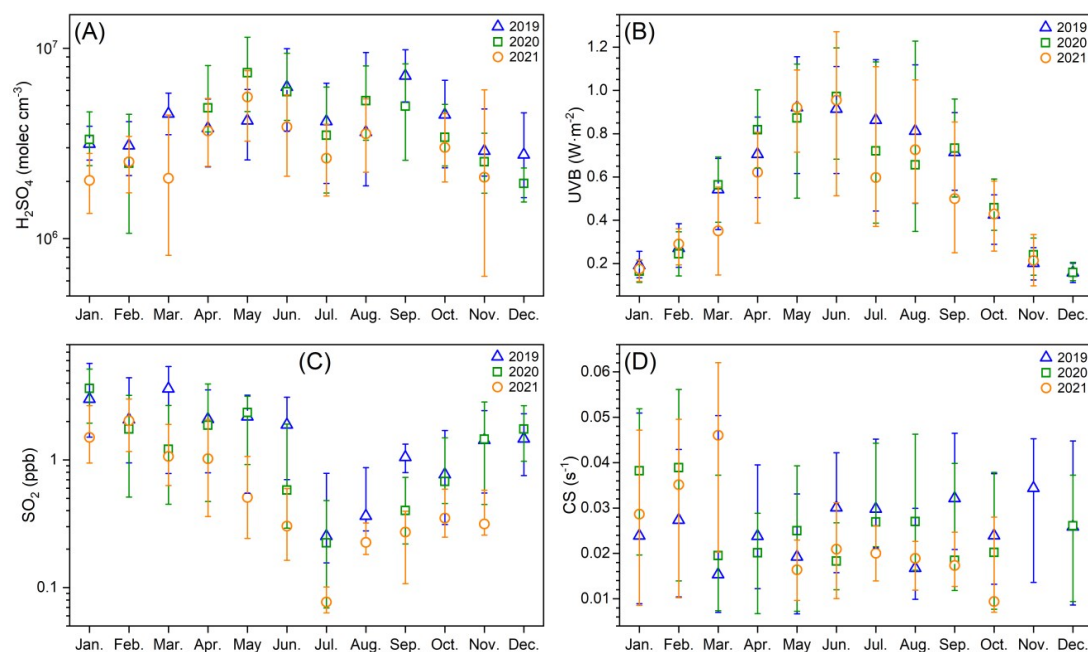 (A)
2019
2020
2021
10⁷
10⁶
H₂SO₄ (molec cm⁻³)
Jan. Feb. Mar. Apr. May Jun. Jul. Aug. Sep. Oct. Nov. Dec.
(B)
2019
2020
2021
1.2
1.0
0.8
0.6
0.4
0.2
UVB (W·m⁻²)
Jan. Feb. Mar. Apr. May Jun. Jul. Aug. Sep. Oct. Nov. Dec.
(C)
2019
2020
2021
1
0.1
SO₂ (ppb)
Jan. Feb. Mar. Apr. May Jun. Jul. Aug. Sep. Oct. Nov. Dec.
(D)
2019
2020
2021
0.06
0.05
0.04
0.03
0.02
0.01
CS (s⁻¹)
Jan. Feb. Mar. Apr. May Jun. Jul. Aug. Sep. Oct. Nov. Dec.